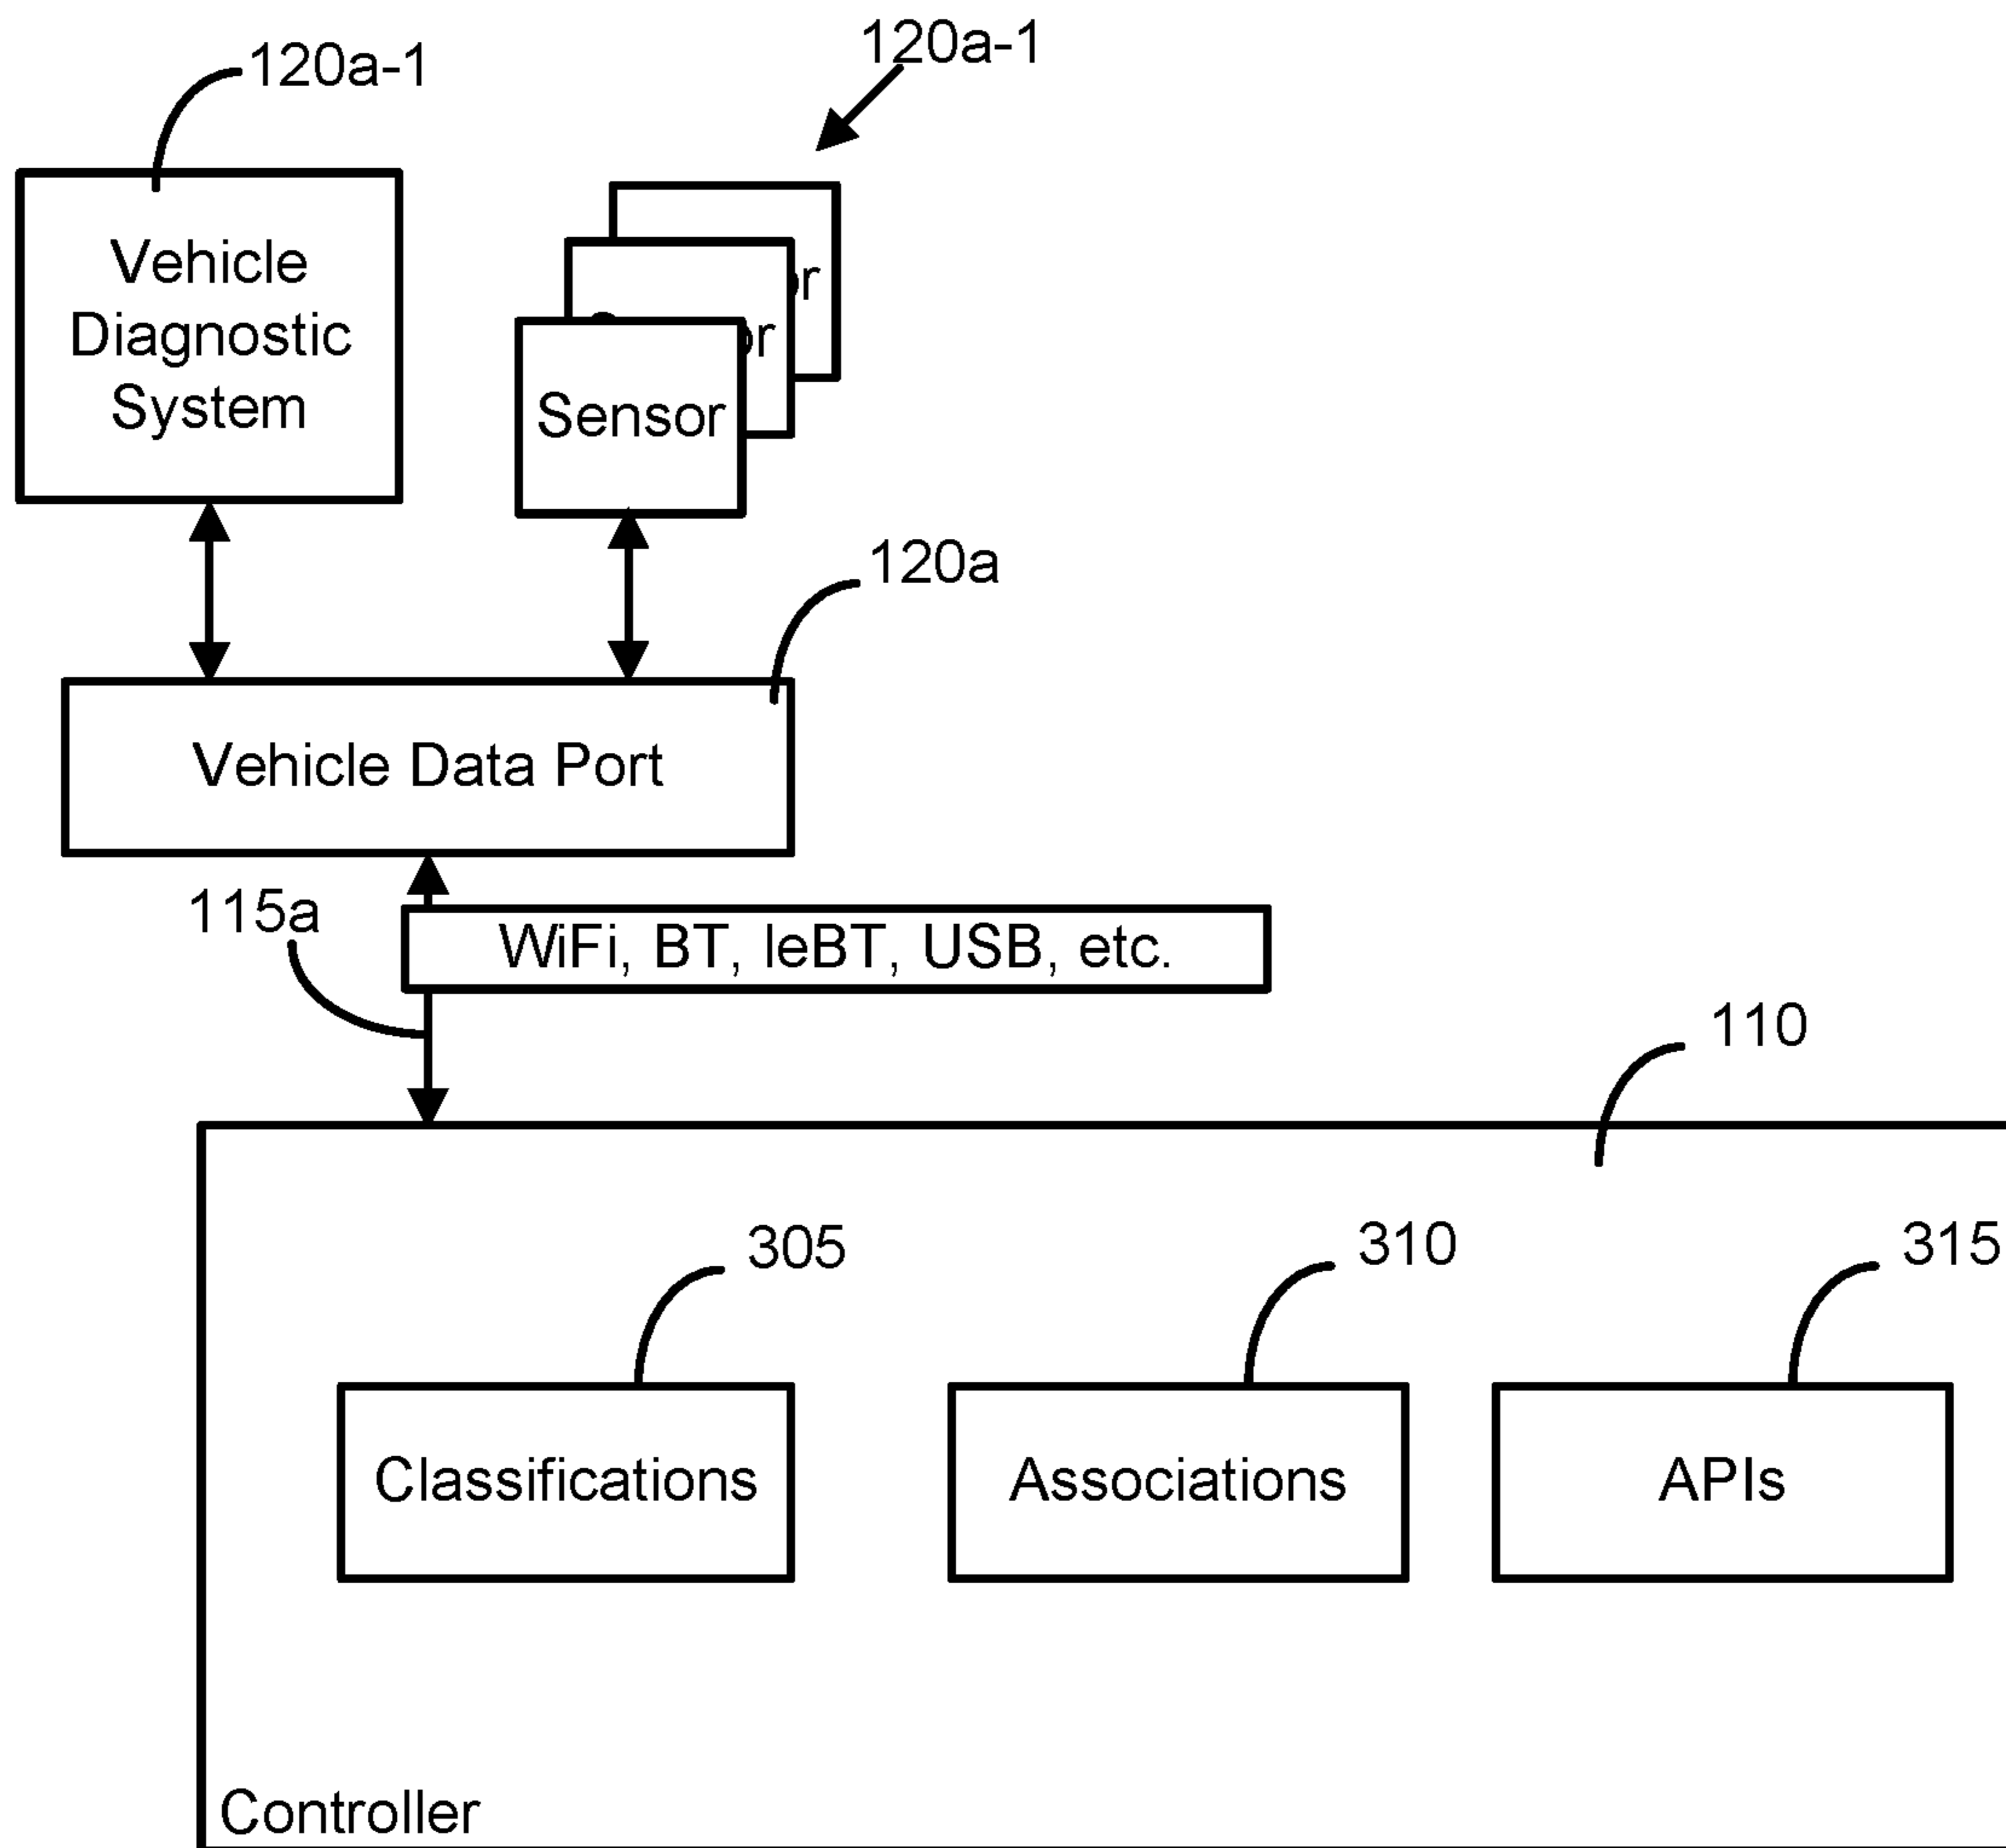 120a-1
120a-1
Vehicle
Diagnostic
System
Sensor
120a
Vehicle Data Port
115a
WiFi, BT, leBT, USB, etc.
110
305
310
315
Classifications
Associations
APIs
Controller